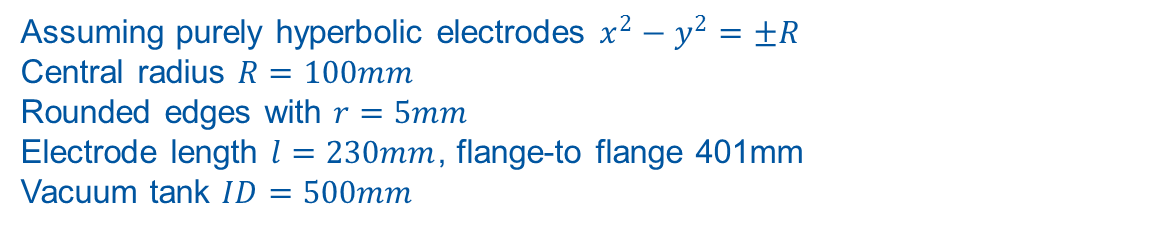 Assuming purely hyperbolic electrodes x² − y² = ±R
Central radius R = 100mm
Rounded edges with r = 5mm
Electrode length l = 230mm, flange-to flange 401mm
Vacuum tank ID = 500mm